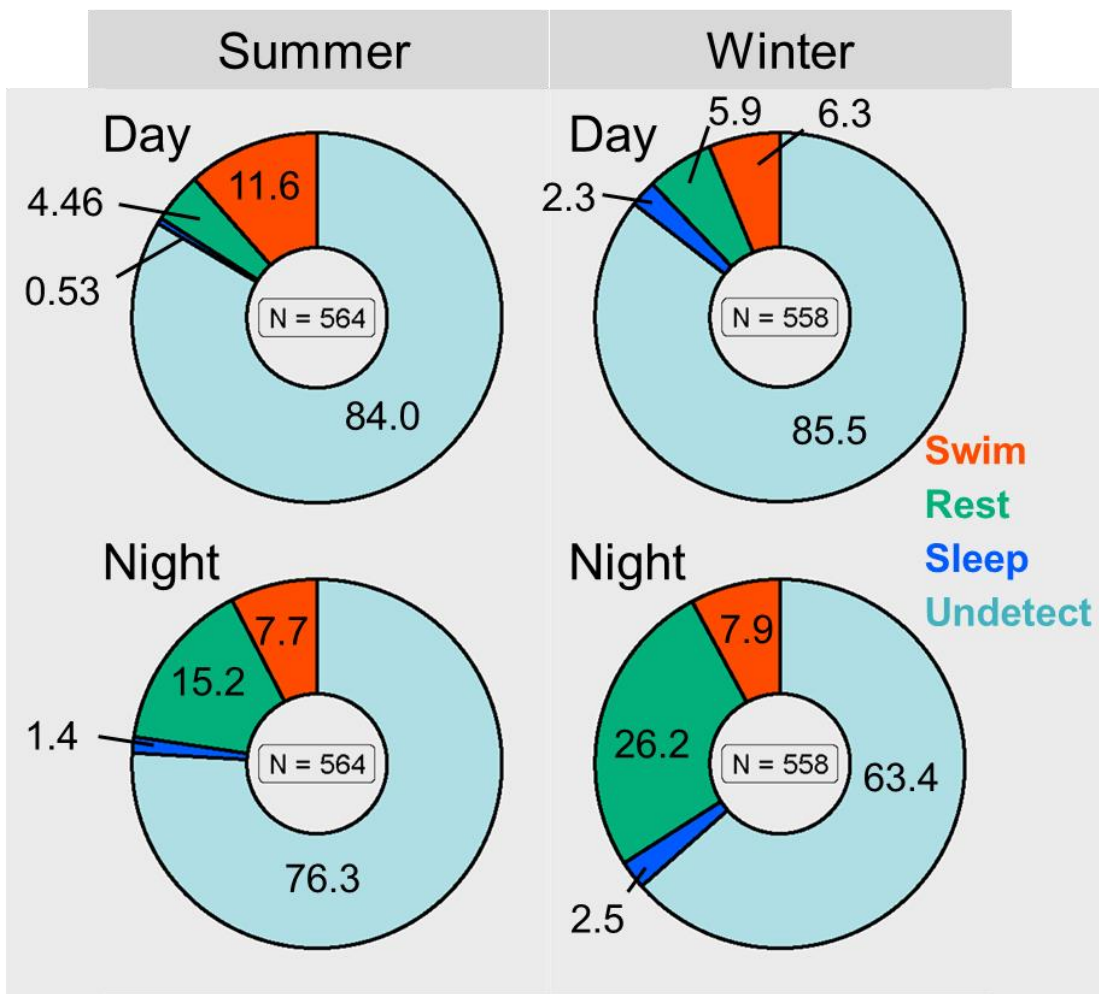 Summer
Winter
Day
11.6
4.46
0.53
N = 564
84.0
Day
5.9
6.3
2.3
N = 558
85.5
Swim
Rest
Sleep
Undetect
Night
7.7
15.2
1.4
N = 564
76.3
Night
7.9
26.2
N = 558
63.4
2.5